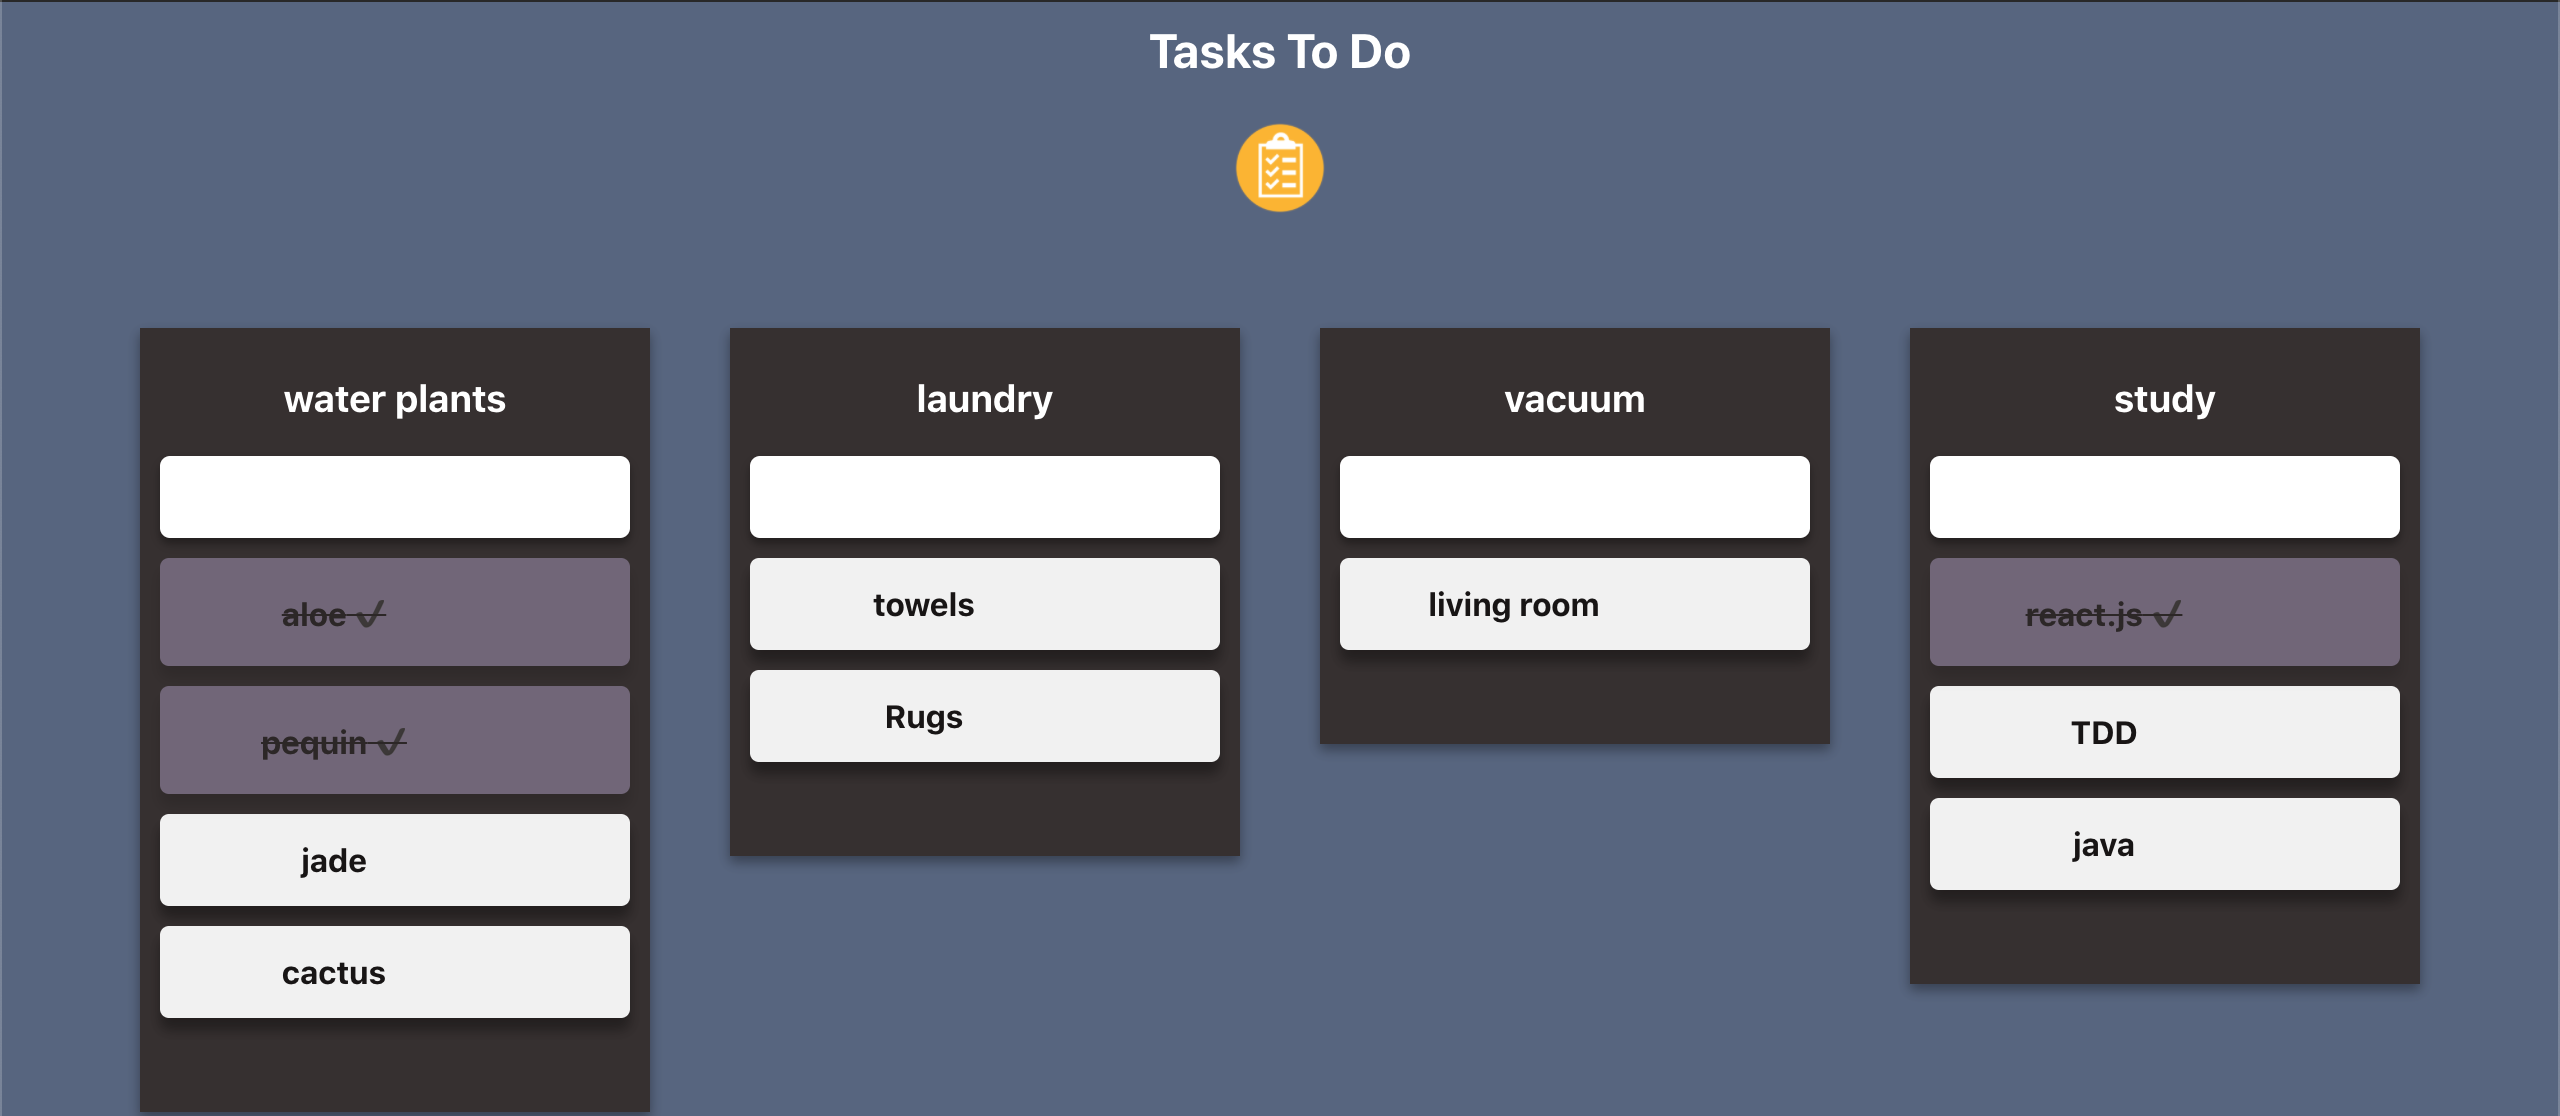 Tasks To Do
water plants
aloe ✓
pequin ✓
jade
cactus
laundry
towels
Rugs
vacuum
living room
study
react.js ✓
TDD
java